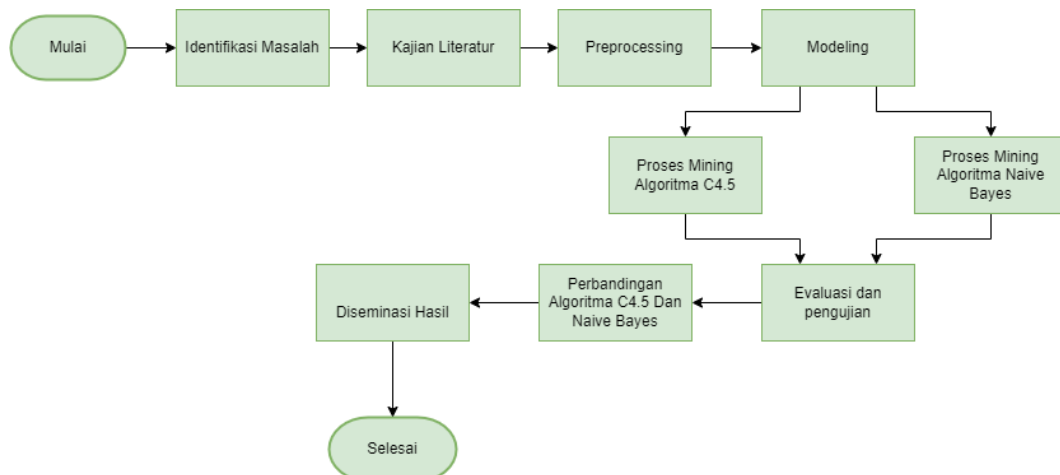 Mulai
Identifikasi Masalah
Kajian Literatur
Preprocessing
Modeling
Proses Mining
Algoritma C4.5
Proses Mining
Algoritma Naive
Bayes
Evaluasi dan
pengujian
Perbandingan
Algoritma C4.5 Dan
Naive Bayes
Diseminasi Hasil
Selesai